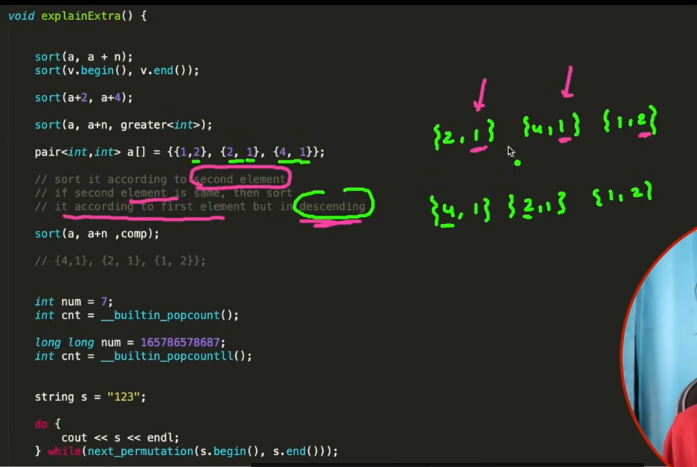 void explainExtra() {
sort(a, a + n);
sort(v.begin(), v.end());
sort(a+2, a+4);
sort(a, a+n, greater<int>);
pair<int,int> a[] = {{1,2}, {2, 1}, {4, 1}};
// sort it according to second element
// if second element is same, then sort
// it according to first element but in descending
sort(a, a+n ,comp);
// {4,1}, {2, 1}, {1, 2}};
int num = 7;
int cnt = __builtin_popcount();
long long num = 165786578687;
int cnt = __builtin_popcountll();
string s = "123";
do {
cout << s << endl;
} while(next_permutation(s.begin(), s.end()));
{2,1} {4,1} {1,2}
{4,1} {2,1} {1,2}